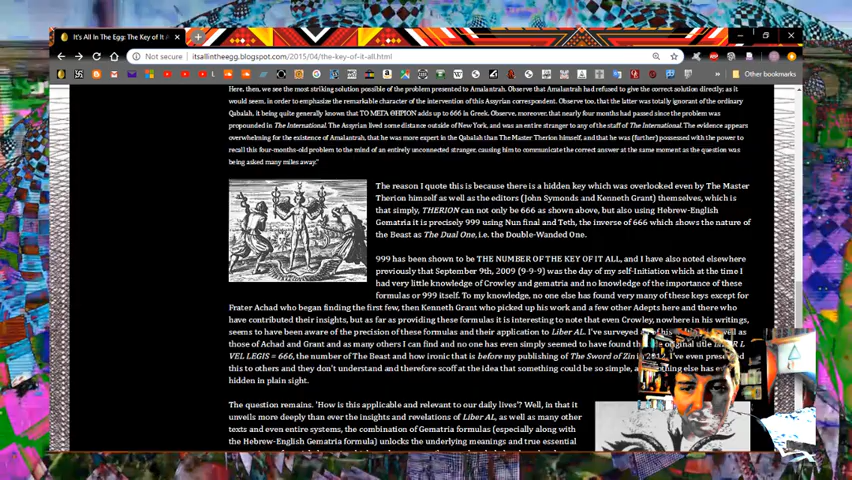 It's All In The Egg: The Key of It A
Not secure
itsallintheegg.blogspot.com/2015/04/the-key-of-it-all.html
Other bookmarks
Here, then, we see the most striking solution possible of the problem presented to Amalantrah. Observe that Amalantrah had refused to give the correct solution directly; as it
would seem, in order to emphasize the remarkable character of the intervention of this Assyrian correspondent. Observe too, that the latter was totally ignorant of the ordinary
Qabalah, it being quite generally known that TO ΜΕΓΑ ΘΗΡΙΟΝ adds up to 666 in Greek. Observe, moreover, that nearly four months had passed since the problem was
propounded in The International. The Assyrian lived some distance outside of New York, and was an entire stranger to any of the staff of The International. The evidence appears
overwhelming for the existence of Amalantrah, that he was more expert in the Qabalah than The Master Therion himself, and that he was (further) possessed with the power to
recall this four-months-old problem to the mind of an entirely unconnected stranger, causing him to communicate the correct answer at the same moment as the question was
being asked many miles away."
The reason I quote this is because there is a hidden key which was overlooked even by The Master
Therion himself as well as the editors (John Symonds and Kenneth Grant) themselves, which is
that simply, THERION can not only be 666 as shown above, but also using Hebrew-English
Gematria it is precisely 999 using Nun final and Teth, the inverse of 666 which shows the nature of
the Beast as The Dual One, i.e. the Double-Wanded One.
999 has been shown to be THE NUMBER OF THE KEY OF IT ALL, and I have also noted elsewhere
previously that September 9th, 2009 (9-9-9) was the day of my self-Initiation which at the time I
had very little knowledge of Crowley and gematria and no knowledge of the importance of these
formulas or 999 itself. To my knowledge, no one else has found very many of these keys except for
Frater Achad who began finding the first few, then Kenneth Grant who picked up his work and a few other Adepts here and there who
have contributed their insights, but as far as providing these formulas it is interesting to note that even Crowley, nowhere in his writings,
seems to have been aware of the precision of these formulas and their application to Liber AL. I've surveyed as well as
those of Achad and Grant and as many others I can find and no one has even simply seemed to have found original title L
VEL LEGIS = 666, the number of The Beast and how ironic that is before my publishing of The Sword of Zin I've even
this to others and they don't understand and therefore scoff at the idea that something could be so simple, else has
hidden in plain sight.
The question remains. 'How is this applicable and relevant to our daily lives'? Well, in that it
unveils more deeply than ever the insights and revelations of Liber AL, as well as many other
texts and even entire systems, the combination of Gematria formulas (especially along with
the Hebrew-English Gematria formula) unlocks the underlying meanings and true essential